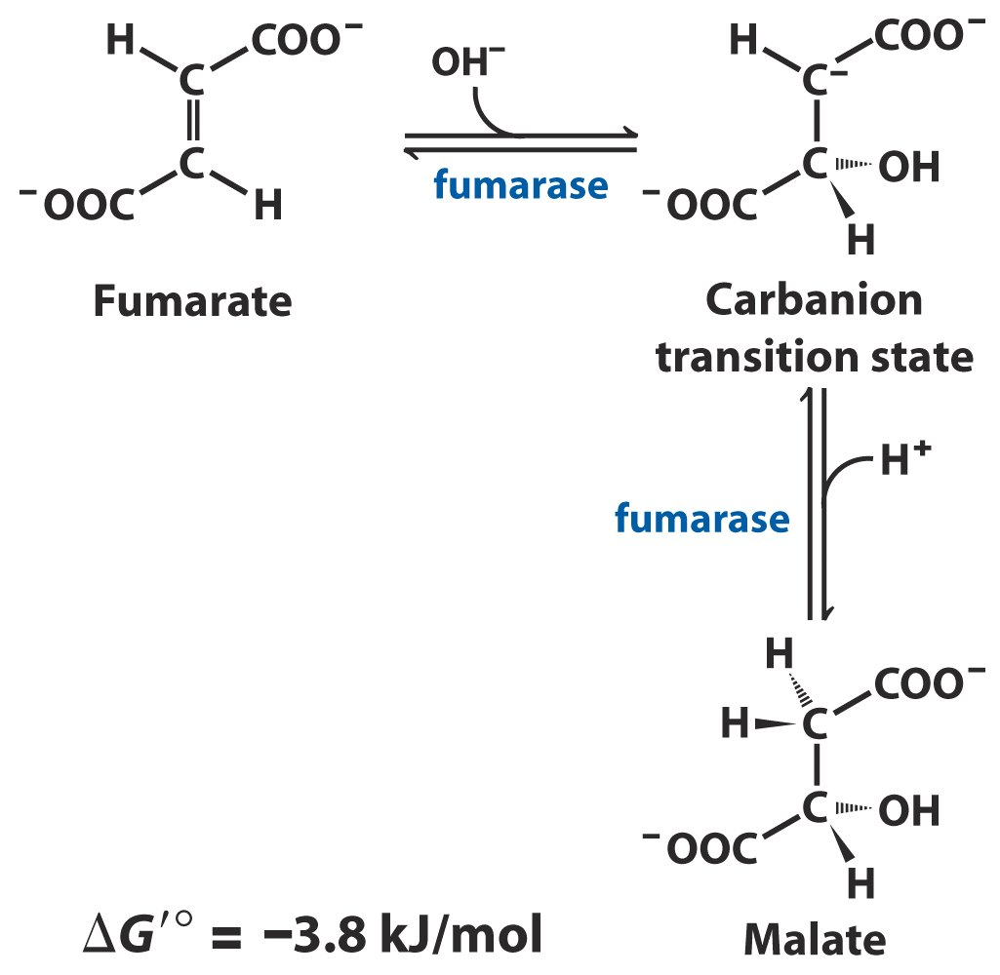 H COO⁻
C
C
⁻OOC H
Fumarate
OH⁻
fumarase
H COO⁻
C⁻
C OH
⁻OOC
H
Carbanion
transition state
H⁺
fumarase
H
COO⁻
H C
C OH
⁻OOC
H
Malate
ΔG′° = −3.8 kJ/mol